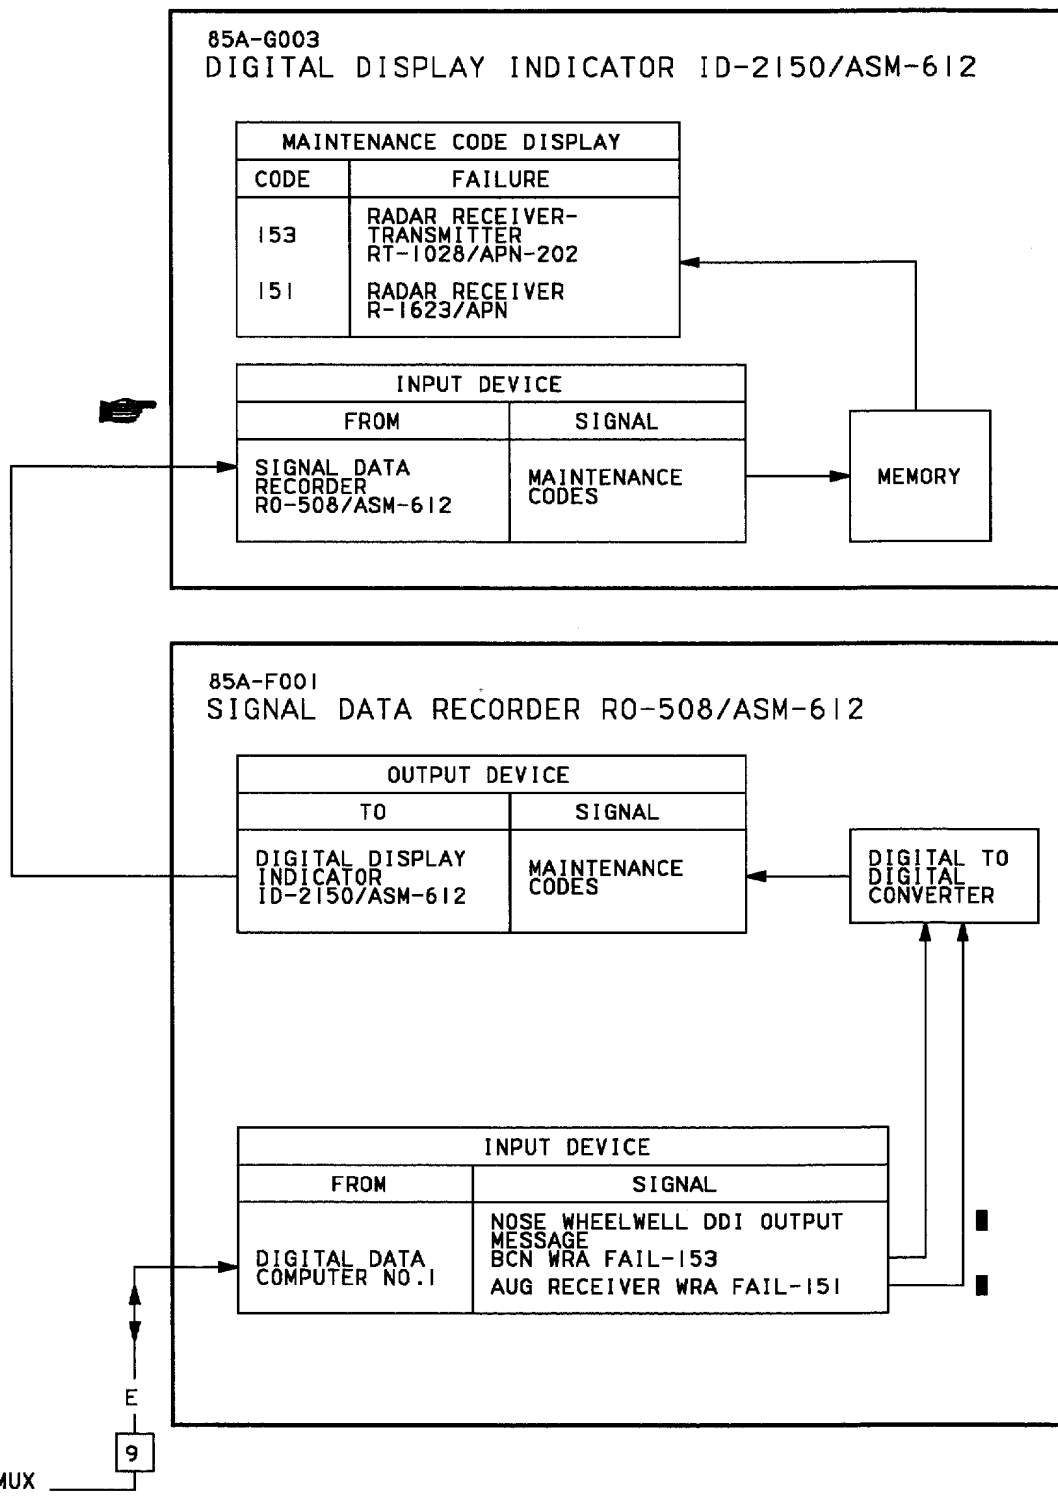 85A-G003
DIGITAL DISPLAY INDICATOR ID-2150/ASM-612
MAINTENANCE CODE DISPLAY
CODE FAILURE
153 RADAR RECEIVER-
TRANSMITTER
RT-1028/APN-202
151 RADAR RECEIVER
R-1623/APN
INPUT DEVICE
FROM SIGNAL
SIGNAL DATA
RECORDER
RO-508/ASM-612
MAINTENANCE
CODES
MEMORY
85A-F001
SIGNAL DATA RECORDER RO-508/ASM-612
OUTPUT DEVICE
TO SIGNAL
DIGITAL DISPLAY
INDICATOR
ID-2150/ASM-612
MAINTENANCE
CODES
DIGITAL TO
DIGITAL
CONVERTER
INPUT DEVICE
FROM SIGNAL
DIGITAL DATA
COMPUTER NO.1
NOSE WHEELWELL DDI OUTPUT
MESSAGE
BCN WRA FAIL-153
AUG RECEIVER WRA FAIL-151
E
9
MUX